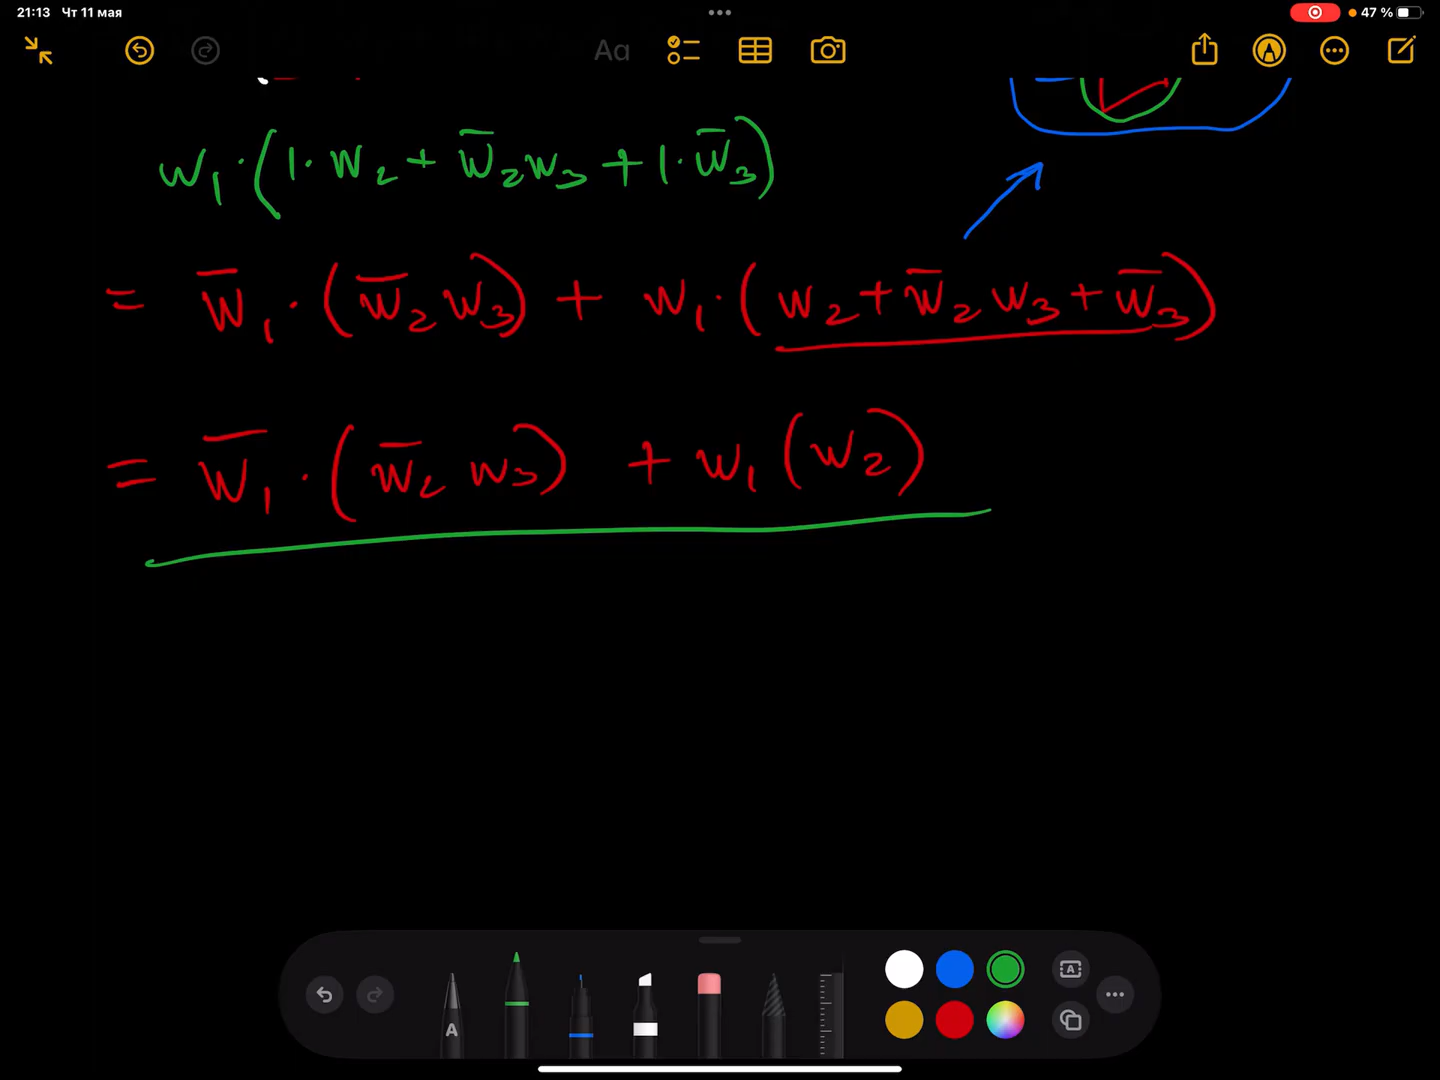 21:13 Чт 11 мая 47 %
Aa
w₁·(1·w₂+w̅₂w₃+1·w̅₃)
= w̅₁·(w̅₂w₃) + w₁·(w₂+w̅₂w₃+w̅₃)
= w̅₁·(w̅₂w₃) + w₁(w₂)
A
A